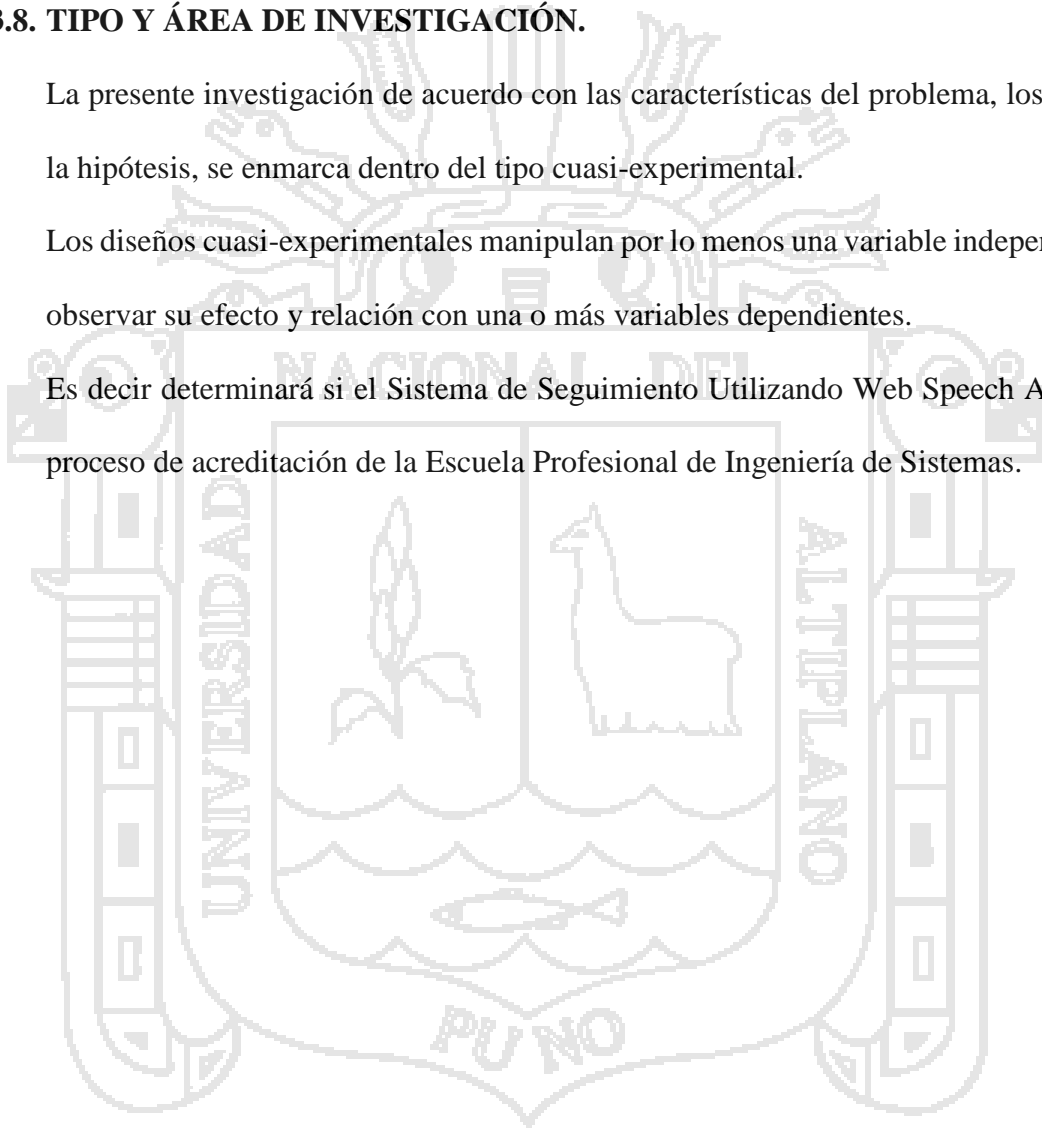 3.8. TIPO Y ÁREA DE INVESTIGACIÓN.
La presente investigación de acuerdo con las características del problema, los
la hipótesis, se enmarca dentro del tipo cuasi-experimental.
Los diseños cuasi-experimentales manipulan por lo menos una variable indepe
observar su efecto y relación con una o más variables dependientes.
Es decir determinará si el Sistema de Seguimiento Utilizando Web Speech A
proceso de acreditación de la Escuela Profesional de Ingeniería de Sistemas.
NACIONAL DEL
UNIVERSIDAD
ALTIPLANO
PUNO